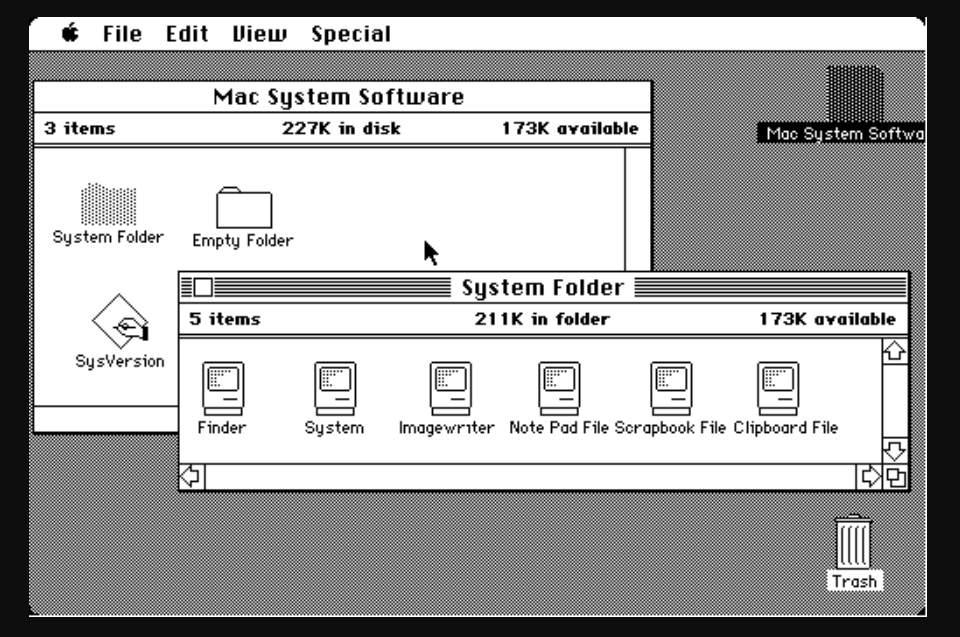 File Edit View Special
Mac System Software
3 items 227K in disk 173K available
Mac System Softwa
System Folder Empty Folder
SysVersion
System Folder
5 items 211K in folder 173K available
Finder System Imagewriter Note Pad File Scrapbook File Clipboard File
Trash